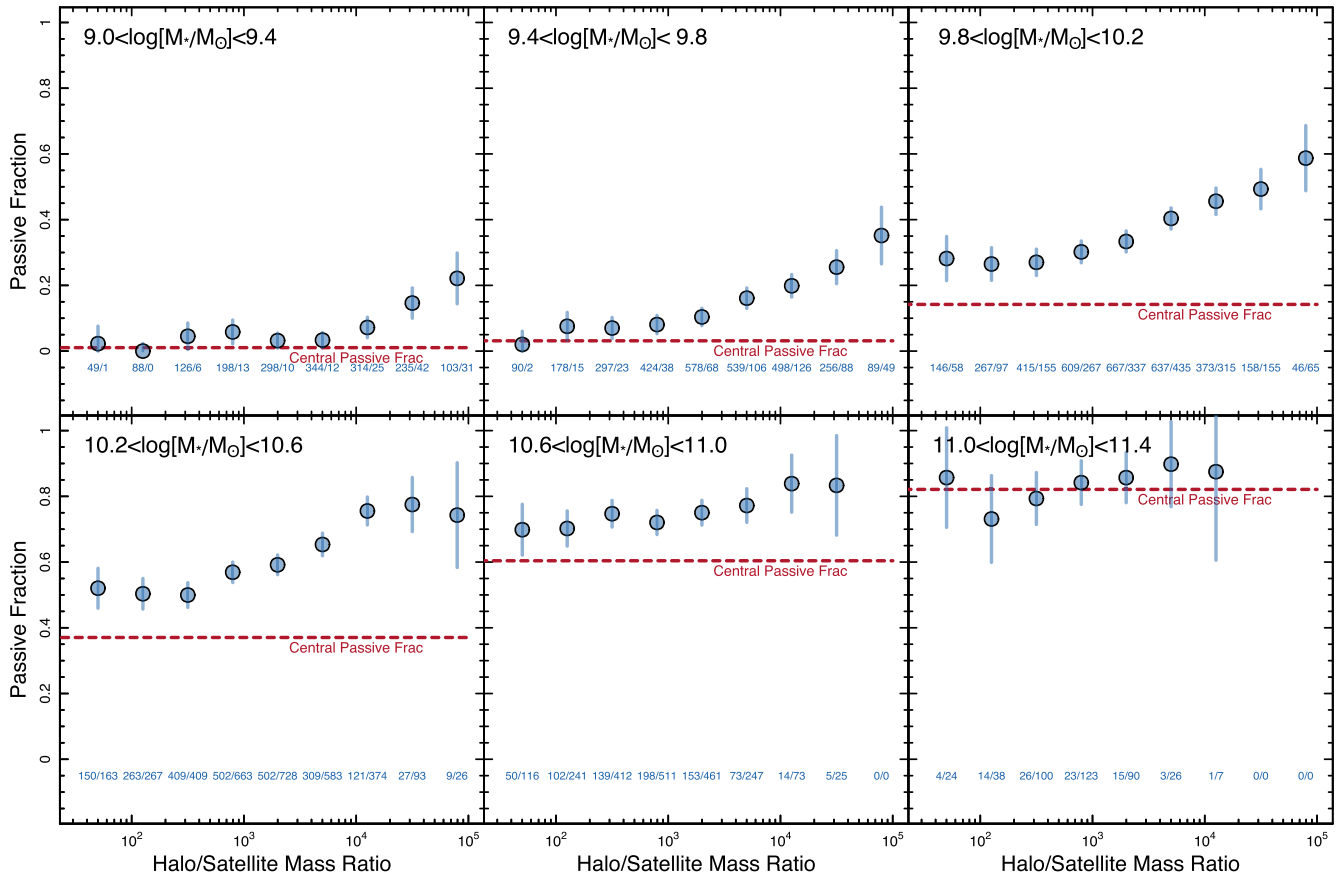 9.0<log[M*/M⊙]<9.4
9.4<log[M*/M⊙]< 9.8
9.8<log[M*/M⊙]<10.2
Passive Fraction
1
0.8
0.6
0.4
0.2
0
Central Passive Frac
Central Passive Frac
Central Passive Frac
49/1 88/0 126/6 198/13 298/10 344/12 314/25 235/42 103/31
90/2 178/15 297/23 424/38 578/68 539/106 498/126 256/88 89/49
146/58 267/97 415/155 609/267 667/337 637/435 373/315 158/155 46/65
10.2<log[M*/M⊙]<10.6
10.6<log[M*/M⊙]<11.0
11.0<log[M*/M⊙]<11.4
Passive Fraction
1
0.8
0.6
0.4
0.2
0
Central Passive Frac
Central Passive Frac
Central Passive Frac
150/163 263/267 409/409 502/663 502/728 309/583 121/374 27/93 9/26
50/116 102/241 139/412 198/511 153/461 73/247 14/73 5/25 0/0
4/24 14/38 26/100 23/123 15/90 3/26 1/7 0/0 0/0
10² 10³ 10⁴ 10⁵
10² 10³ 10⁴ 10⁵
10² 10³ 10⁴ 10⁵
Halo/Satellite Mass Ratio
Halo/Satellite Mass Ratio
Halo/Satellite Mass Ratio